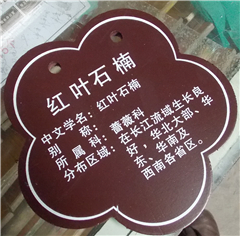 红叶石楠
中文学名：红叶石楠
别称：
所属科：蔷薇科
分布区域：在长江流域生长良
好，华北大部、华
东、华南及
西南各省区。